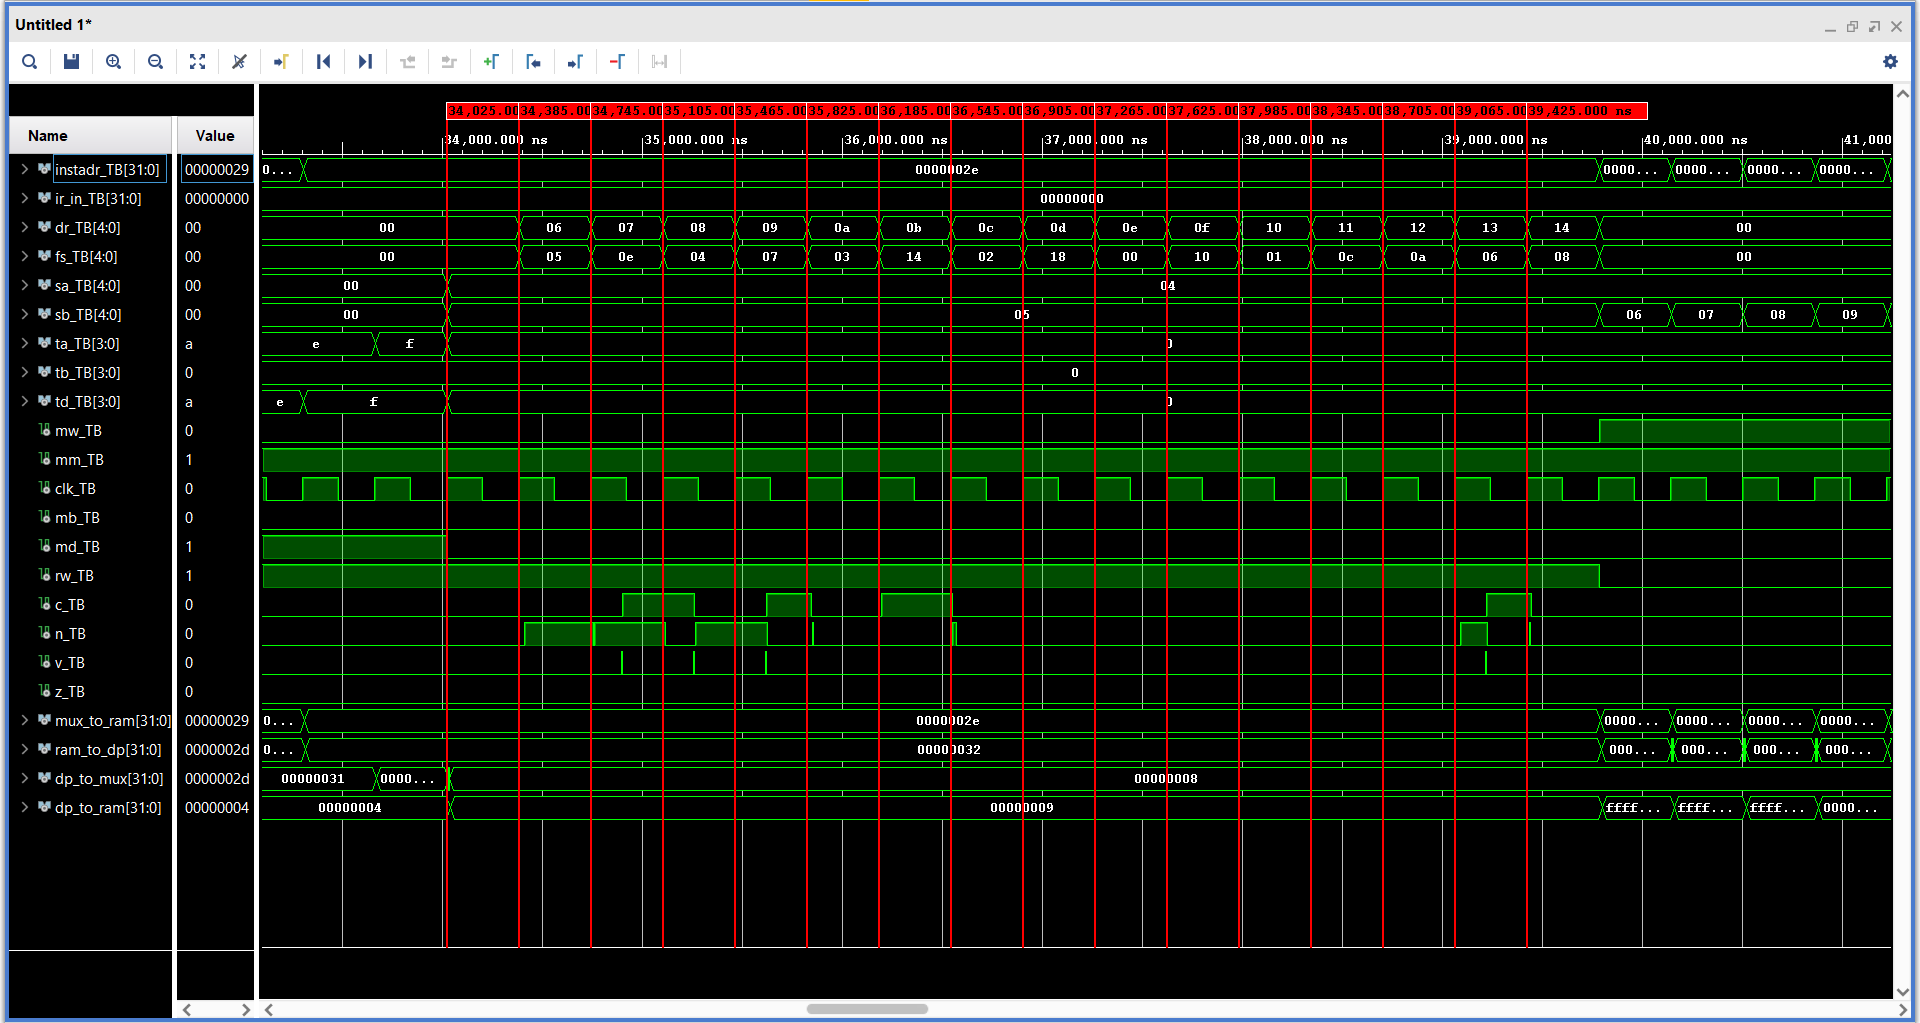 Untitled 1*
34,025.00 34,385.00 34,745.00 35,105.00 35,465.00 35,825.00 36,185.00 36,545.00 36,905.00 37,265.00 37,625.00 37,985.00 38,345.00 38,705.00 39,065.00 39,425.000 ns
Name Value 34,000.000 ns 35,000.000 ns 36,000.000 ns 37,000.000 ns 38,000.000 ns 39,000.000 ns 40,000.000 ns 41,000
instadr_TB[31:0] 00000029 0... 0000002e 0000... 0000... 0000... 0000...
ir_in_TB[31:0] 00000000 00000000
dr_TB[4:0] 00 00 06 07 08 09 0a 0b 0c 0d 0e 0f 10 11 12 13 14 00
fs_TB[4:0] 00 00 05 0e 04 07 03 14 02 18 00 10 01 0c 0a 06 08 00
sa_TB[4:0] 00 00 04
sb_TB[4:0] 00 00 05 06 07 08 09
ta_TB[3:0] a e f 0
tb_TB[3:0] 0 0
td_TB[3:0] a e f 0
mw_TB 0
mm_TB 1
clk_TB 0
mb_TB 0
md_TB 1
rw_TB 1
c_TB 0
n_TB 0
v_TB 0
z_TB 0
mux_to_ram[31:0] 00000029 0... 0000002e 0000... 0000... 0000... 0000...
ram_to_dp[31:0] 0000002d 0... 00000032 000... 000... 000... 000...
dp_to_mux[31:0] 0000002d 00000031 0000... 00000008
dp_to_ram[31:0] 00000004 00000004 00000009 ffff... ffff... ffff... 0000...